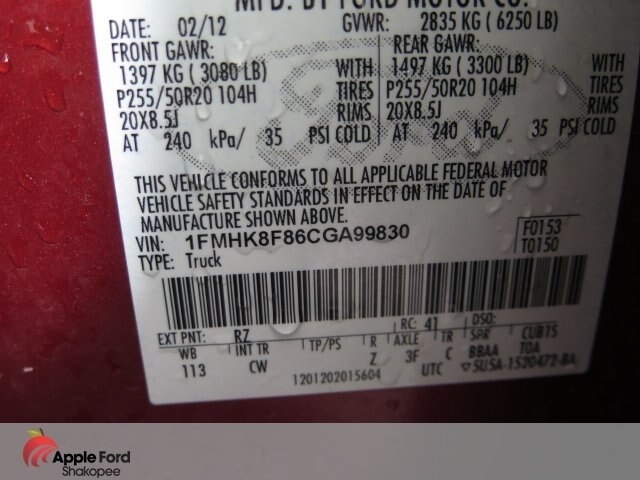 MFD. BY FORD MOTOR CO.
DATE: 02/12 GVWR: 2835 KG ( 6250 LB)
FRONT GAWR: REAR GAWR:
1397 KG ( 3080 LB) WITH 1497 KG ( 3300 LB) WITH
P255/50R20 104H TIRES P255/50R20 104H TIRES
20X8.5J RIMS 20X8.5J RIMS
AT 240 kPa/ 35 PSI COLD AT 240 kPa/ 35 PSI COLD
Ford
THIS VEHICLE CONFORMS TO ALL APPLICABLE FEDERAL MOTOR
VEHICLE SAFETY STANDARDS IN EFFECT ON THE DATE OF
MANUFACTURE SHOWN ABOVE.
VIN: 1FMHK8F86CGA99830 F0153
TYPE: Truck T0150
EXT PNT: RZ RC: 41 DSO:
WB INT TR TP/PS R AXLE TR SPR CUB1S
113 CW Z 3F C BBAA TDA
1201202015604 UTC ▽5U5A-1520472-BA
Apple Ford
Shakopee